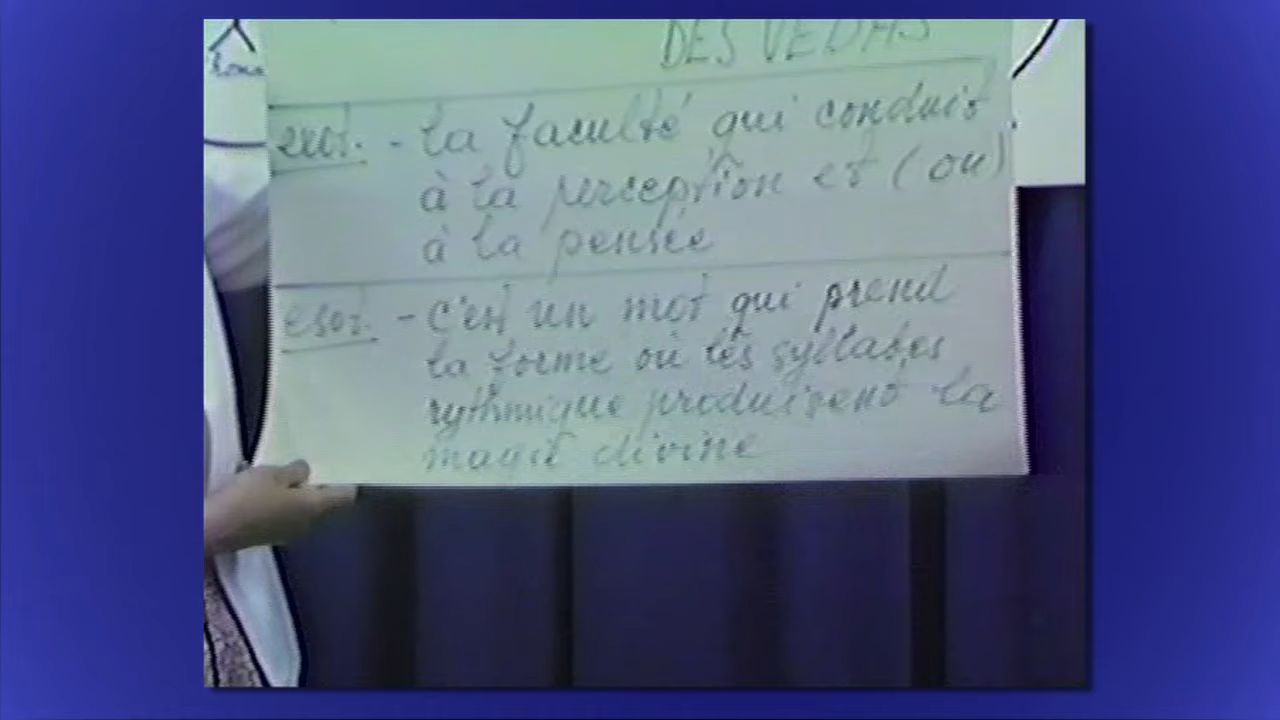 DES VEDAS
exot. - la faculté qui conduit
à la perception et (ou)
à la pensée
esot. - c'est un mot qui prend
la forme où les syllabes
rythmique produisent la
magie divine